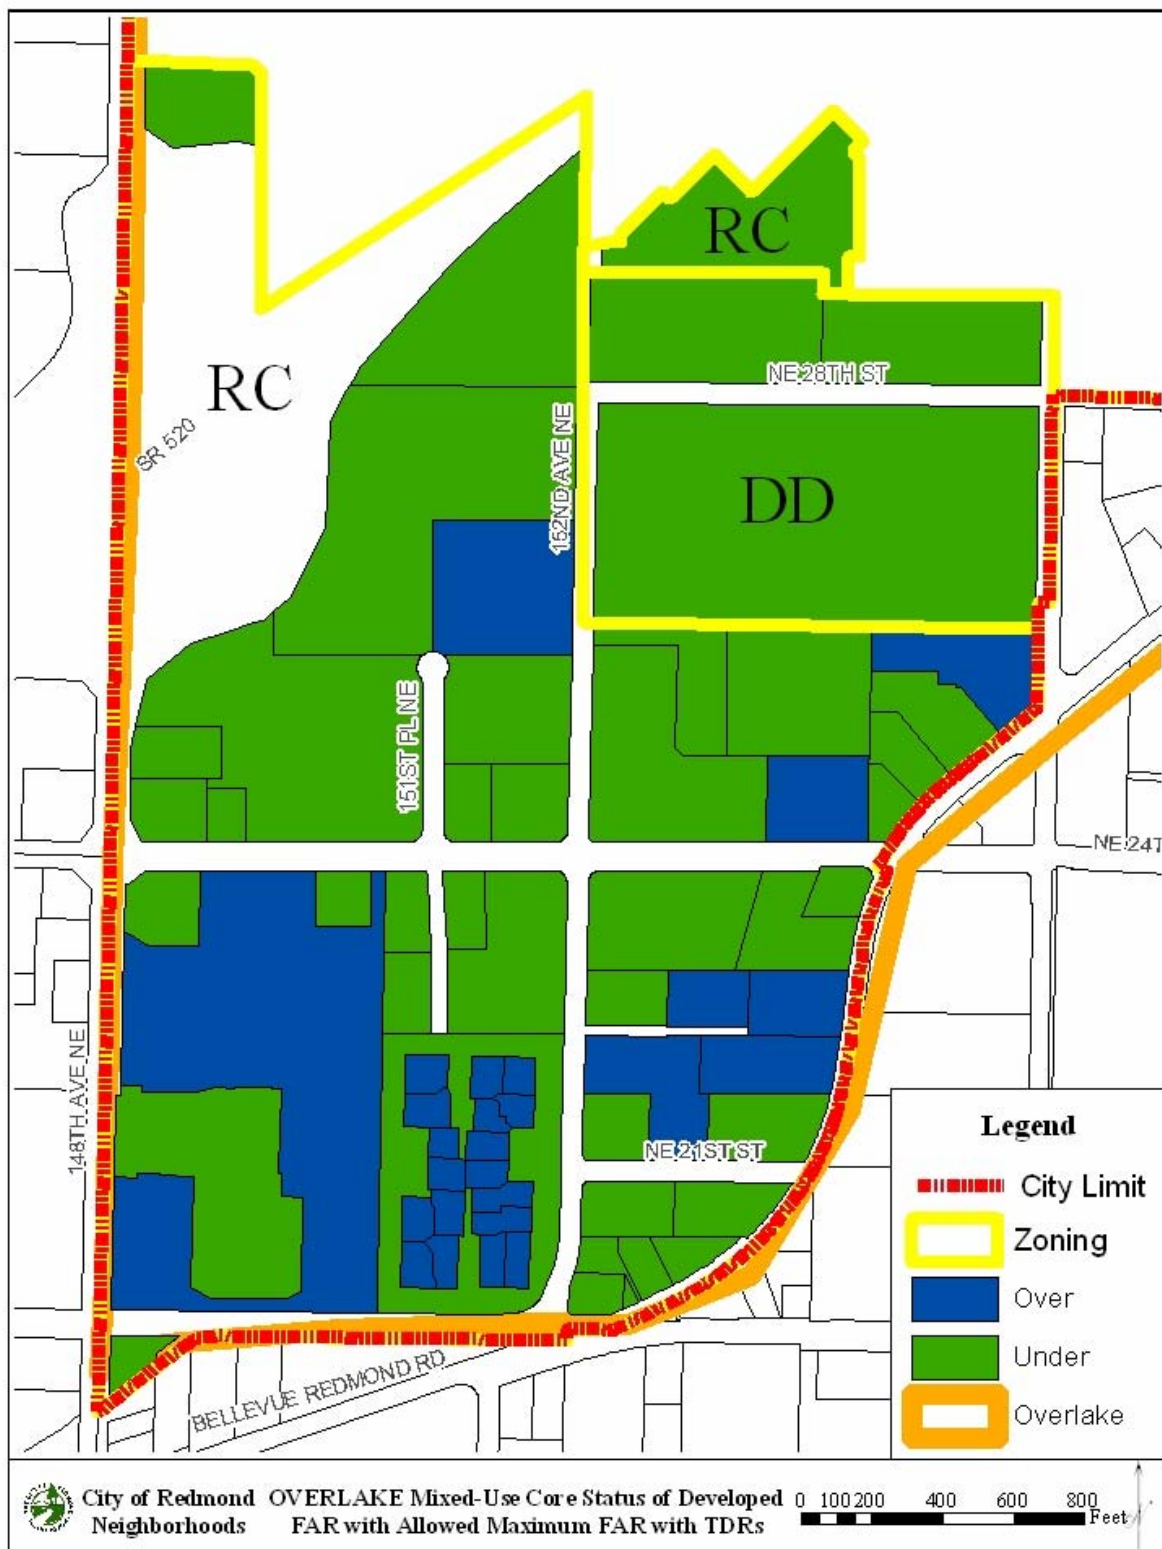 RC
RC
NE 28TH ST
SR 520
152ND AVE NE
DD
151ST PL NE
NE 24T
148TH AVE NE
NE 21ST ST
BELLEVUE REDMOND RD
Legend
City Limit
Zoning
Over
Under
Overlake
City of Redmond
Neighborhoods
OVERLAKE Mixed-Use Core Status of Developed
FAR with Allowed Maximum FAR with TDRs
0 100 200 400 600 800
Feet